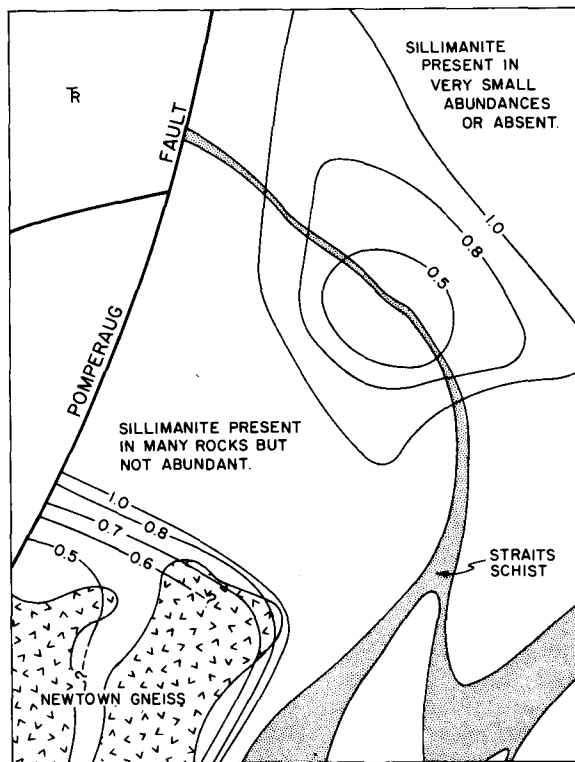 SILLIMANITE
PRESENT IN
VERY SMALL
ABUNDANCES
OR ABSENT.
TR
FAULT
POMPERAUG
1.0
0.8
0.5
SILLIMANITE PRESENT
IN MANY ROCKS BUT
NOT ABUNDANT.
1.0
0.8
0.7
0.6
0.5
?
?
STRAITS
SCHIST
NEWTOWN GNEISS